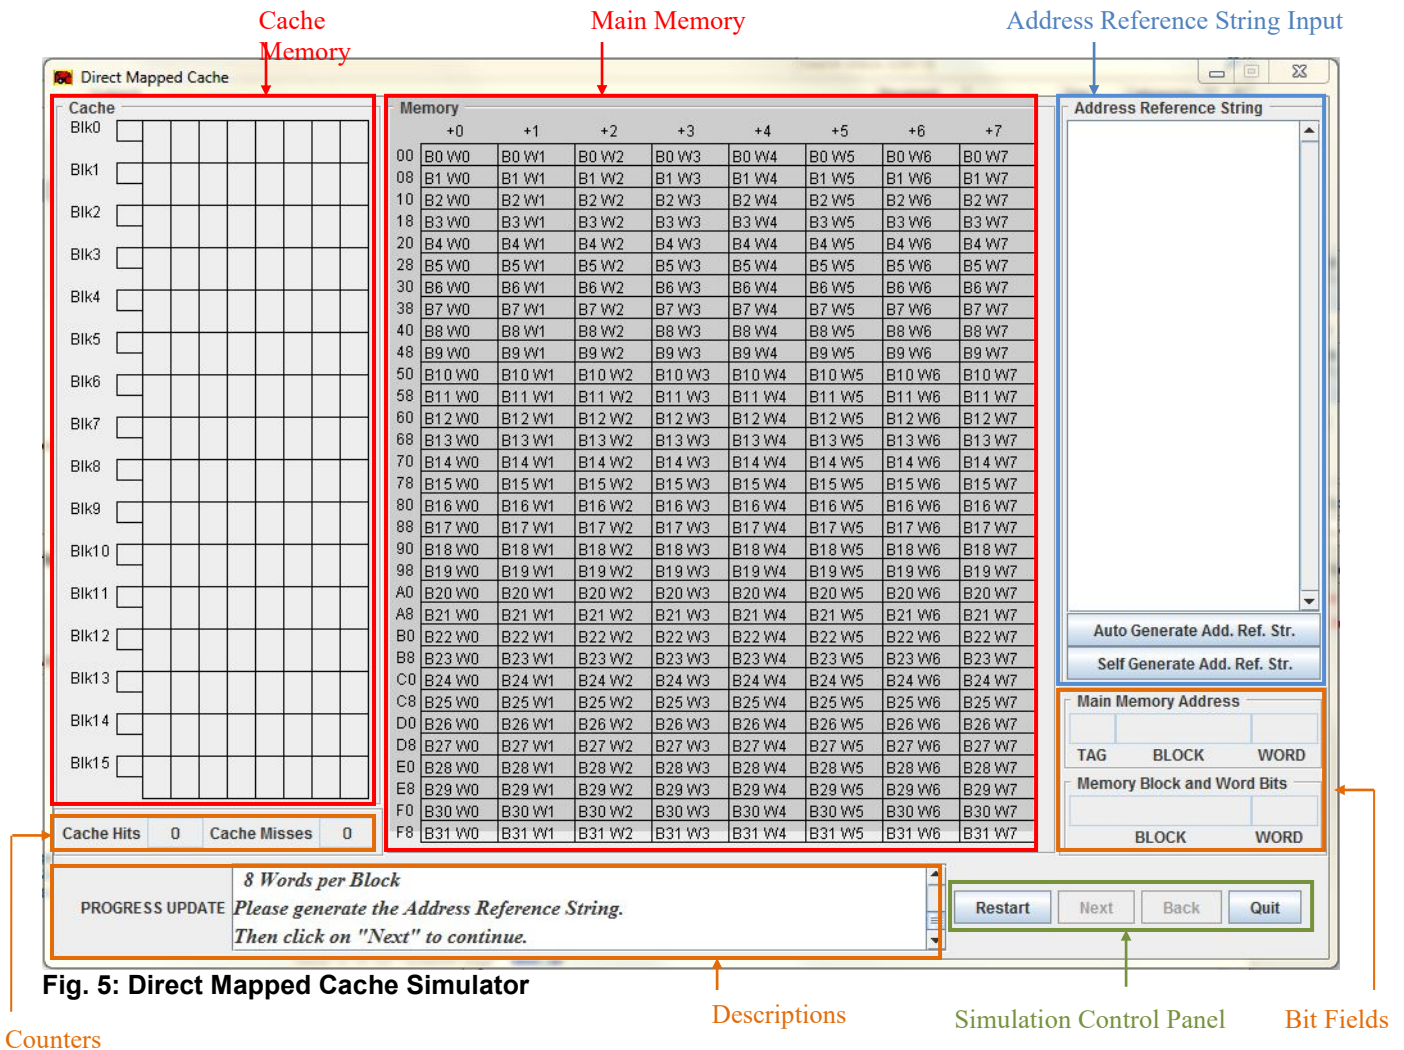 Cache
Memory
Main Memory
Address Reference String Input
Direct Mapped Cache
Cache
Blk0
Blk1
Blk2
Blk3
Blk4
Blk5
Blk6
Blk7
Blk8
Blk9
Blk10
Blk11
Blk12
Blk13
Blk14
Blk15
Cache Hits 0 Cache Misses 0
Memory
+0 +1 +2 +3 +4 +5 +6 +7
00 B0 W0 B0 W1 B0 W2 B0 W3 B0 W4 B0 W5 B0 W6 B0 W7
08 B1 W0 B1 W1 B1 W2 B1 W3 B1 W4 B1 W5 B1 W6 B1 W7
10 B2 W0 B2 W1 B2 W2 B2 W3 B2 W4 B2 W5 B2 W6 B2 W7
18 B3 W0 B3 W1 B3 W2 B3 W3 B3 W4 B3 W5 B3 W6 B3 W7
20 B4 W0 B4 W1 B4 W2 B4 W3 B4 W4 B4 W5 B4 W6 B4 W7
28 B5 W0 B5 W1 B5 W2 B5 W3 B5 W4 B5 W5 B5 W6 B5 W7
30 B6 W0 B6 W1 B6 W2 B6 W3 B6 W4 B6 W5 B6 W6 B6 W7
38 B7 W0 B7 W1 B7 W2 B7 W3 B7 W4 B7 W5 B7 W6 B7 W7
40 B8 W0 B8 W1 B8 W2 B8 W3 B8 W4 B8 W5 B8 W6 B8 W7
48 B9 W0 B9 W1 B9 W2 B9 W3 B9 W4 B9 W5 B9 W6 B9 W7
50 B10 W0 B10 W1 B10 W2 B10 W3 B10 W4 B10 W5 B10 W6 B10 W7
58 B11 W0 B11 W1 B11 W2 B11 W3 B11 W4 B11 W5 B11 W6 B11 W7
60 B12 W0 B12 W1 B12 W2 B12 W3 B12 W4 B12 W5 B12 W6 B12 W7
68 B13 W0 B13 W1 B13 W2 B13 W3 B13 W4 B13 W5 B13 W6 B13 W7
70 B14 W0 B14 W1 B14 W2 B14 W3 B14 W4 B14 W5 B14 W6 B14 W7
78 B15 W0 B15 W1 B15 W2 B15 W3 B15 W4 B15 W5 B15 W6 B15 W7
80 B16 W0 B16 W1 B16 W2 B16 W3 B16 W4 B16 W5 B16 W6 B16 W7
88 B17 W0 B17 W1 B17 W2 B17 W3 B17 W4 B17 W5 B17 W6 B17 W7
90 B18 W0 B18 W1 B18 W2 B18 W3 B18 W4 B18 W5 B18 W6 B18 W7
98 B19 W0 B19 W1 B19 W2 B19 W3 B19 W4 B19 W5 B19 W6 B19 W7
A0 B20 W0 B20 W1 B20 W2 B20 W3 B20 W4 B20 W5 B20 W6 B20 W7
A8 B21 W0 B21 W1 B21 W2 B21 W3 B21 W4 B21 W5 B21 W6 B21 W7
B0 B22 W0 B22 W1 B22 W2 B22 W3 B22 W4 B22 W5 B22 W6 B22 W7
B8 B23 W0 B23 W1 B23 W2 B23 W3 B23 W4 B23 W5 B23 W6 B23 W7
C0 B24 W0 B24 W1 B24 W2 B24 W3 B24 W4 B24 W5 B24 W6 B24 W7
C8 B25 W0 B25 W1 B25 W2 B25 W3 B25 W4 B25 W5 B25 W6 B25 W7
D0 B26 W0 B26 W1 B26 W2 B26 W3 B26 W4 B26 W5 B26 W6 B26 W7
D8 B27 W0 B27 W1 B27 W2 B27 W3 B27 W4 B27 W5 B27 W6 B27 W7
E0 B28 W0 B28 W1 B28 W2 B28 W3 B28 W4 B28 W5 B28 W6 B28 W7
E8 B29 W0 B29 W1 B29 W2 B29 W3 B29 W4 B29 W5 B29 W6 B29 W7
F0 B30 W0 B30 W1 B30 W2 B30 W3 B30 W4 B30 W5 B30 W6 B30 W7
F8 B31 W0 B31 W1 B31 W2 B31 W3 B31 W4 B31 W5 B31 W6 B31 W7
Address Reference String
Auto Generate Add. Ref. Str.
Self Generate Add. Ref. Str.
Main Memory Address
TAG BLOCK WORD
Memory Block and Word Bits
BLOCK WORD
PROGRESS UPDATE
8 Words per Block
Please generate the Address Reference String.
Then click on "Next" to continue.
Restart Next Back Quit
Fig. 5: Direct Mapped Cache Simulator
Descriptions
Simulation Control Panel
Bit Fields
Counters